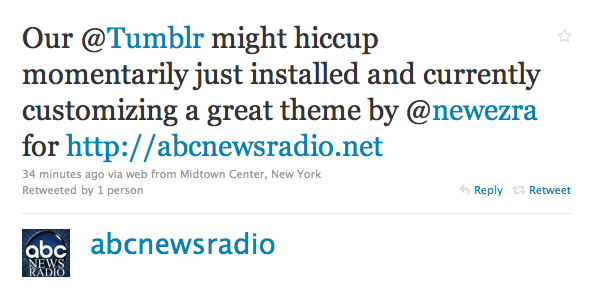 Our @Tumblr might hiccup
momentarily just installed and currently
customizing a great theme by @newezra
for http://abcnewsradio.net
34 minutes ago via web from Midtown Center, New York
Retweeted by 1 person
Reply Retweet
abc
NEWS
RADIO
abcnewsradio